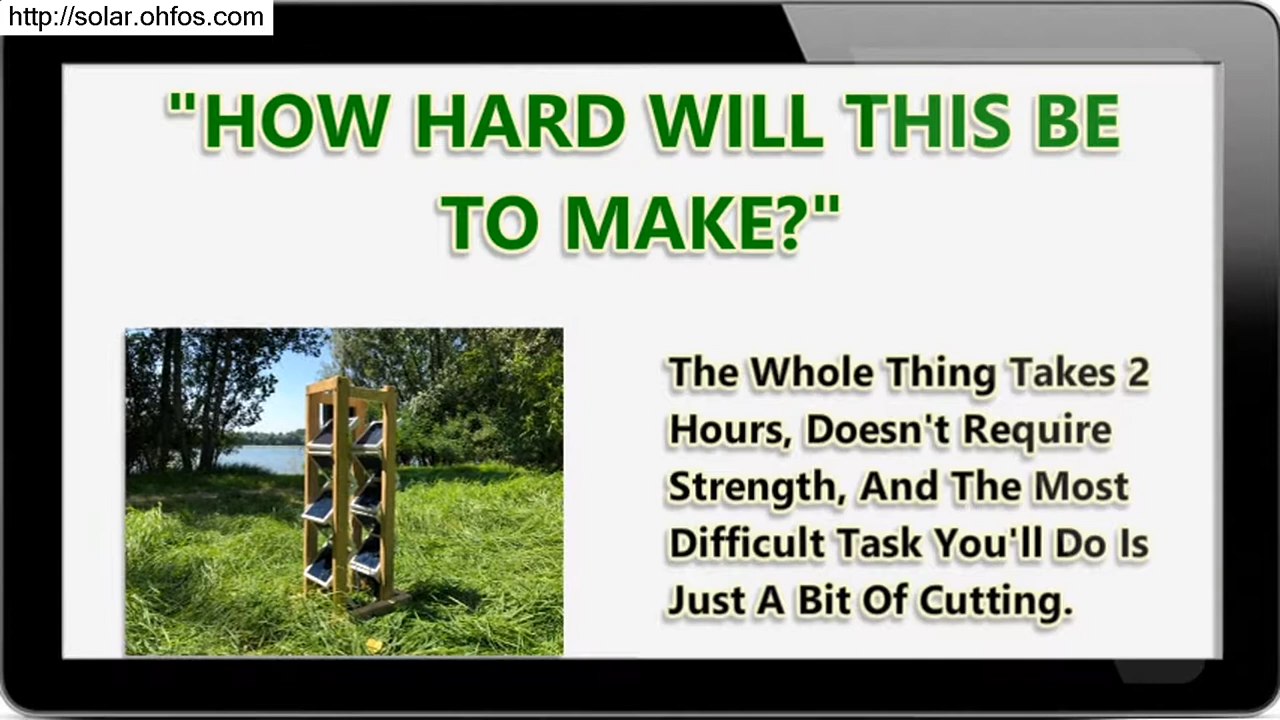 http://solar.ohfos.com
"HOW HARD WILL THIS BE
TO MAKE?"
The Whole Thing Takes 2
Hours, Doesn't Require
Strength, And The Most
Difficult Task You'll Do Is
Just A Bit Of Cutting.